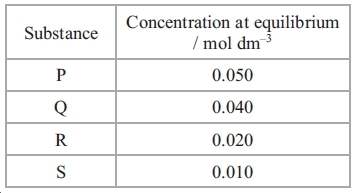 Substance
Concentration at equilibrium
/ mol dm⁻³
P 0.050
Q 0.040
R 0.020
S 0.010